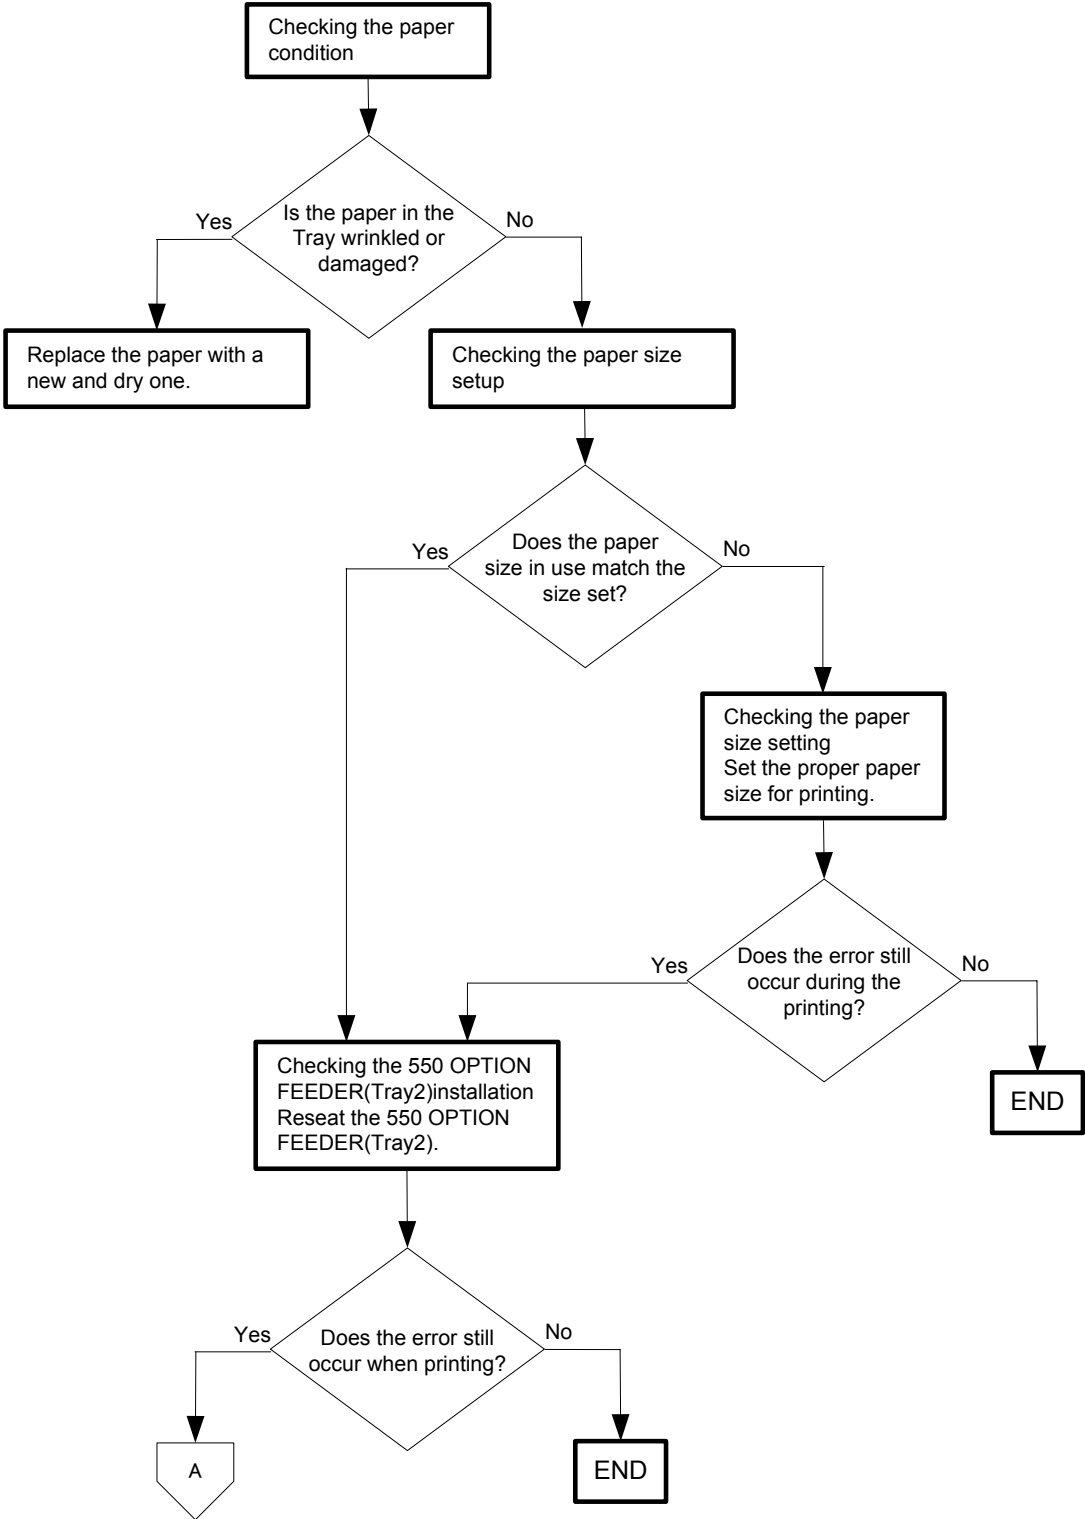 Checking the paper
condition
Is the paper in the
Tray wrinkled or
damaged?
Yes
No
Replace the paper with a
new and dry one.
Checking the paper size
setup
Does the paper
size in use match the
size set?
Yes
No
Checking the paper
size setting
Set the proper paper
size for printing.
Does the error still
occur during the
printing?
Yes
No
END
Checking the 550 OPTION
FEEDER(Tray2)installation
Reseat the 550 OPTION
FEEDER(Tray2).
Does the error still
occur when printing?
Yes
No
A
END